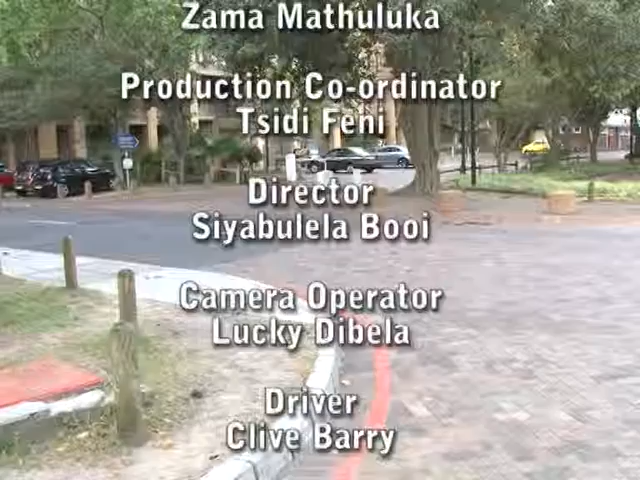 Zama Mathuluka
Production Co-ordinator
Tsidi Feni
Director
Siyabulela Booi
Camera Operator
Lucky Dibela
Driver
Clive Barry